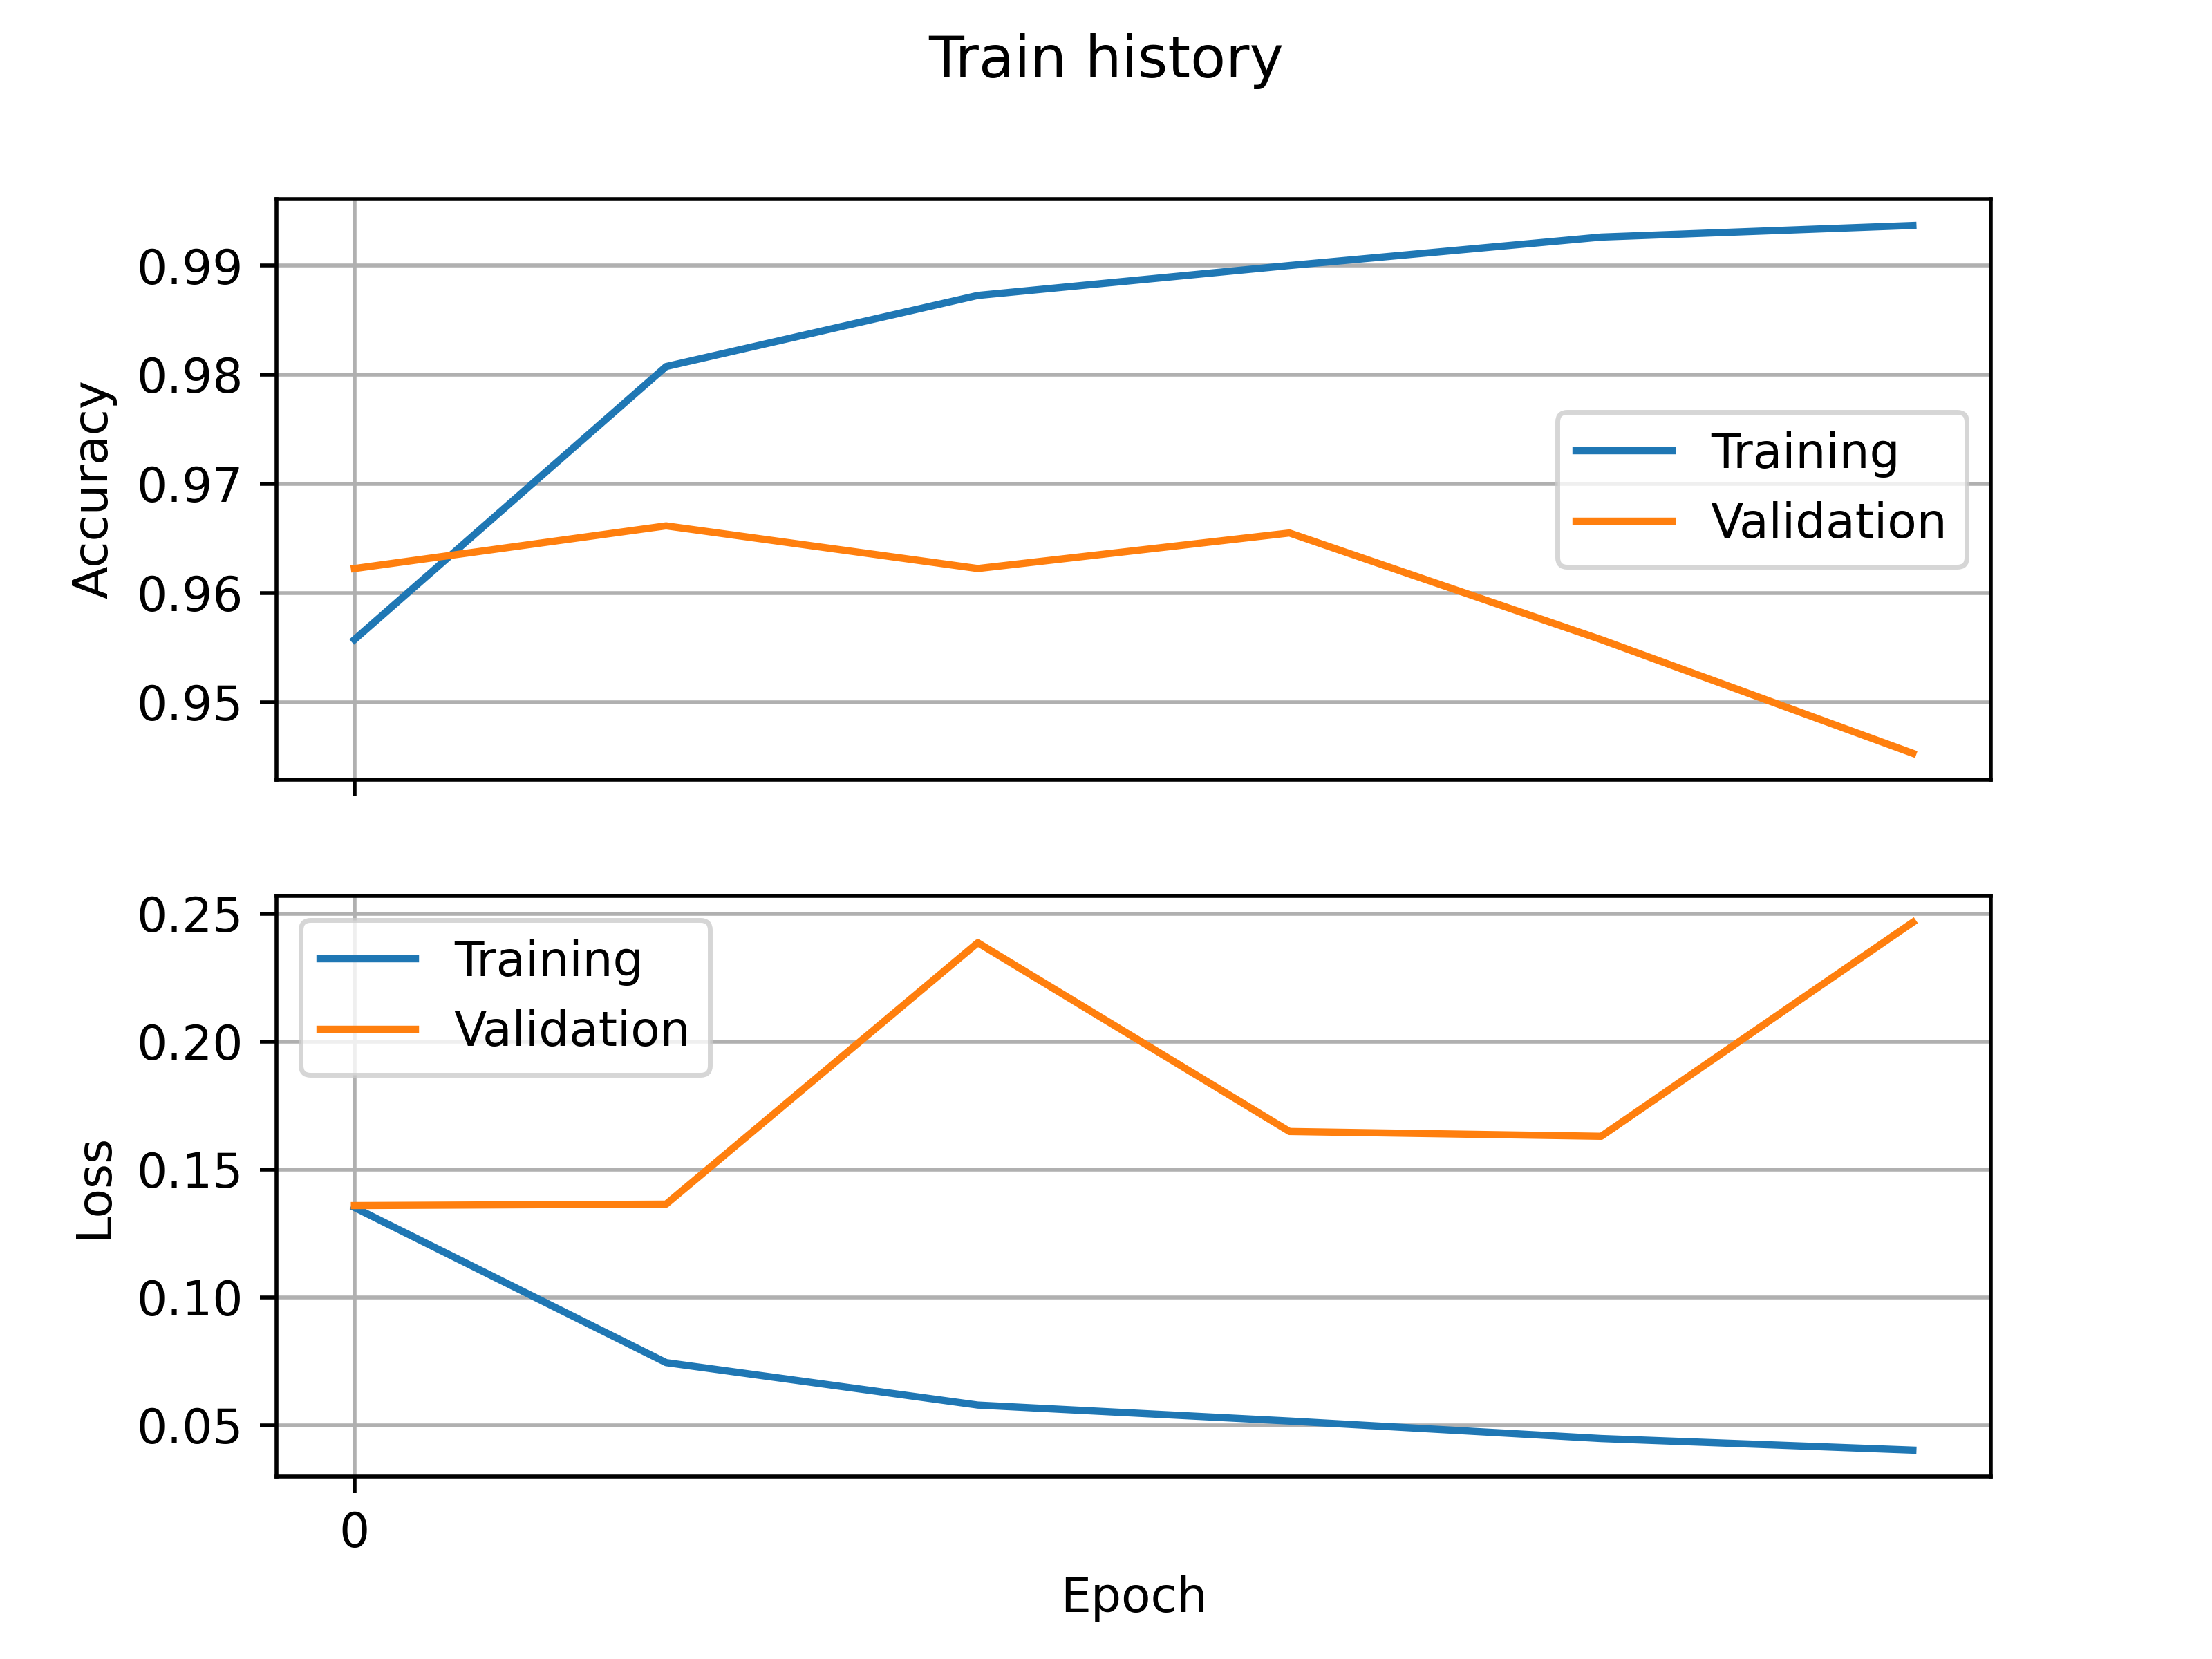 Train history
Accuracy
0.99
0.98
0.97
0.96
0.95
Training
Validation
Loss
0.25
0.20
0.15
0.10
0.05
Training
Validation
0
Epoch